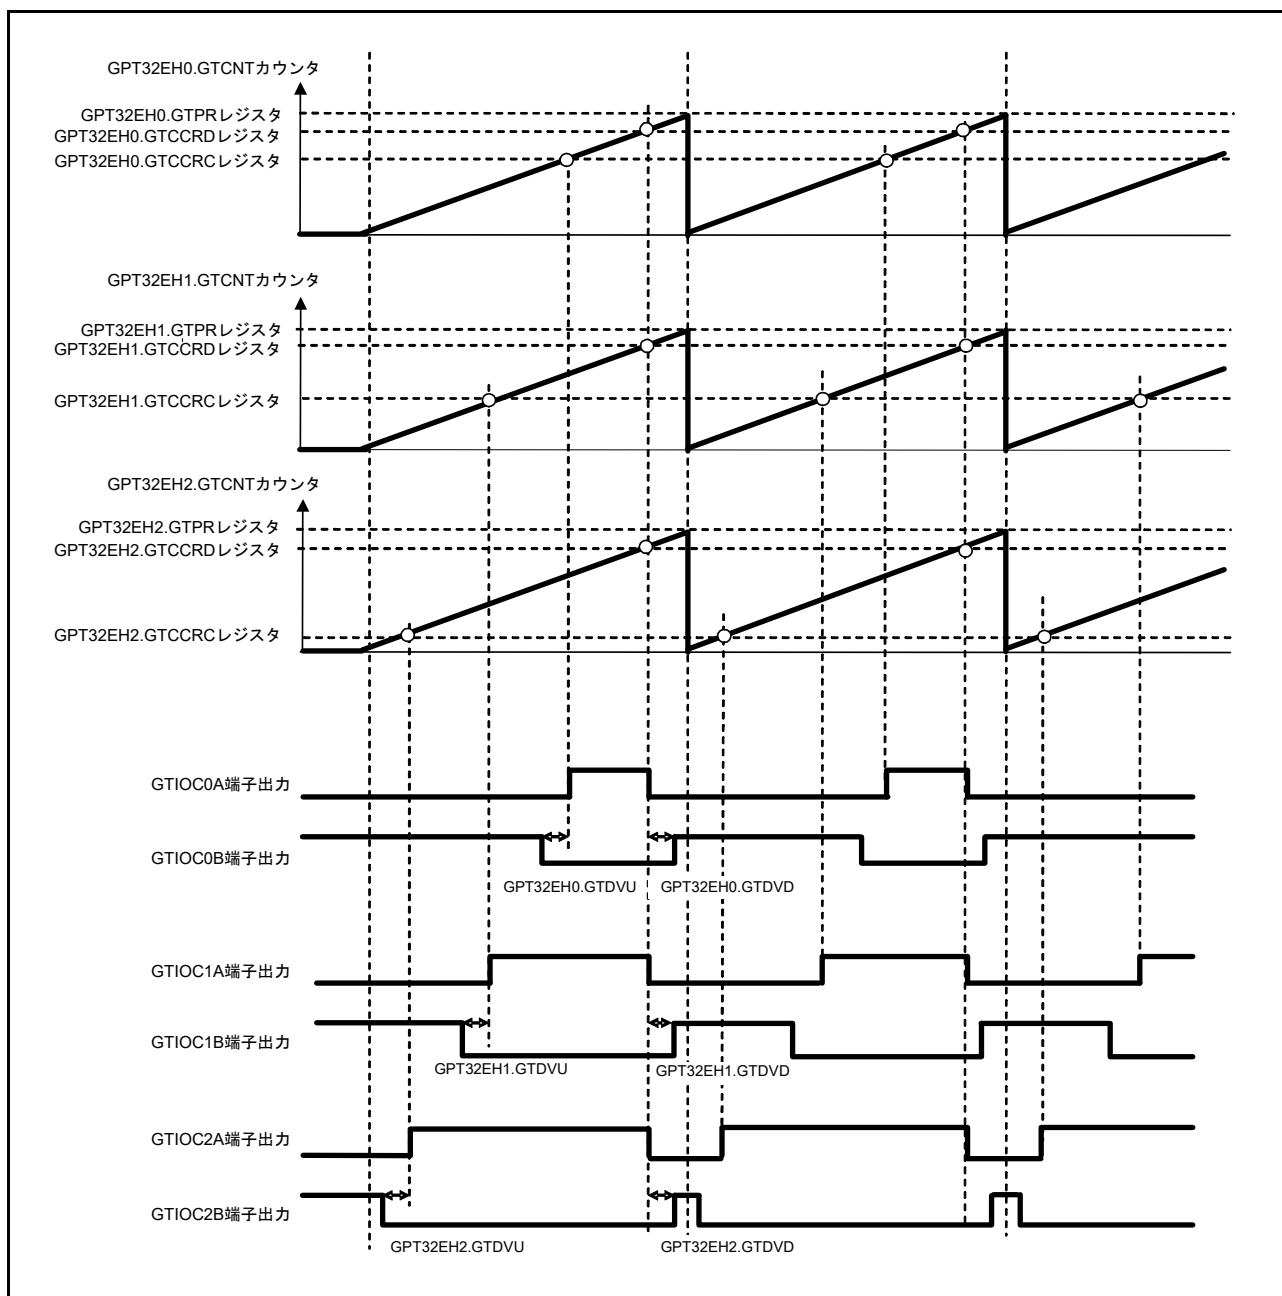 GPT32EH0.GTCNTカウンタ
GPT32EH0.GTPRレジスタ
GPT32EH0.GTCCRDレジスタ
GPT32EH0.GTCCRCレジスタ
GPT32EH1.GTCNTカウンタ
GPT32EH1.GTPRレジスタ
GPT32EH1.GTCCRDレジスタ
GPT32EH1.GTCCRCレジスタ
GPT32EH2.GTCNTカウンタ
GPT32EH2.GTPRレジスタ
GPT32EH2.GTCCRDレジスタ
GPT32EH2.GTCCRCレジスタ
GTIOC0A端子出力
GTIOC0B端子出力
GPT32EH0.GTDVU GPT32EH0.GTDVD
GTIOC1A端子出力
GTIOC1B端子出力
GPT32EH1.GTDVU GPT32EH1.GTDVD
GTIOC2A端子出力
GTIOC2B端子出力
GPT32EH2.GTDVU GPT32EH2.GTDVD